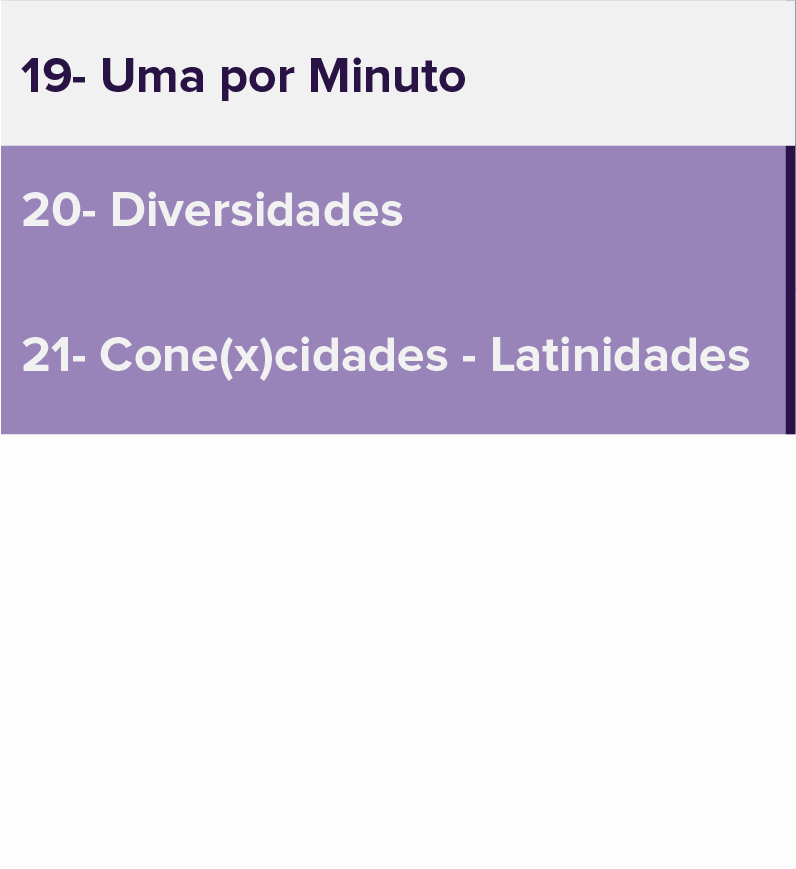 19- Uma por Minuto
20- Diversidades
21- Cone(x)cidades - Latinidades